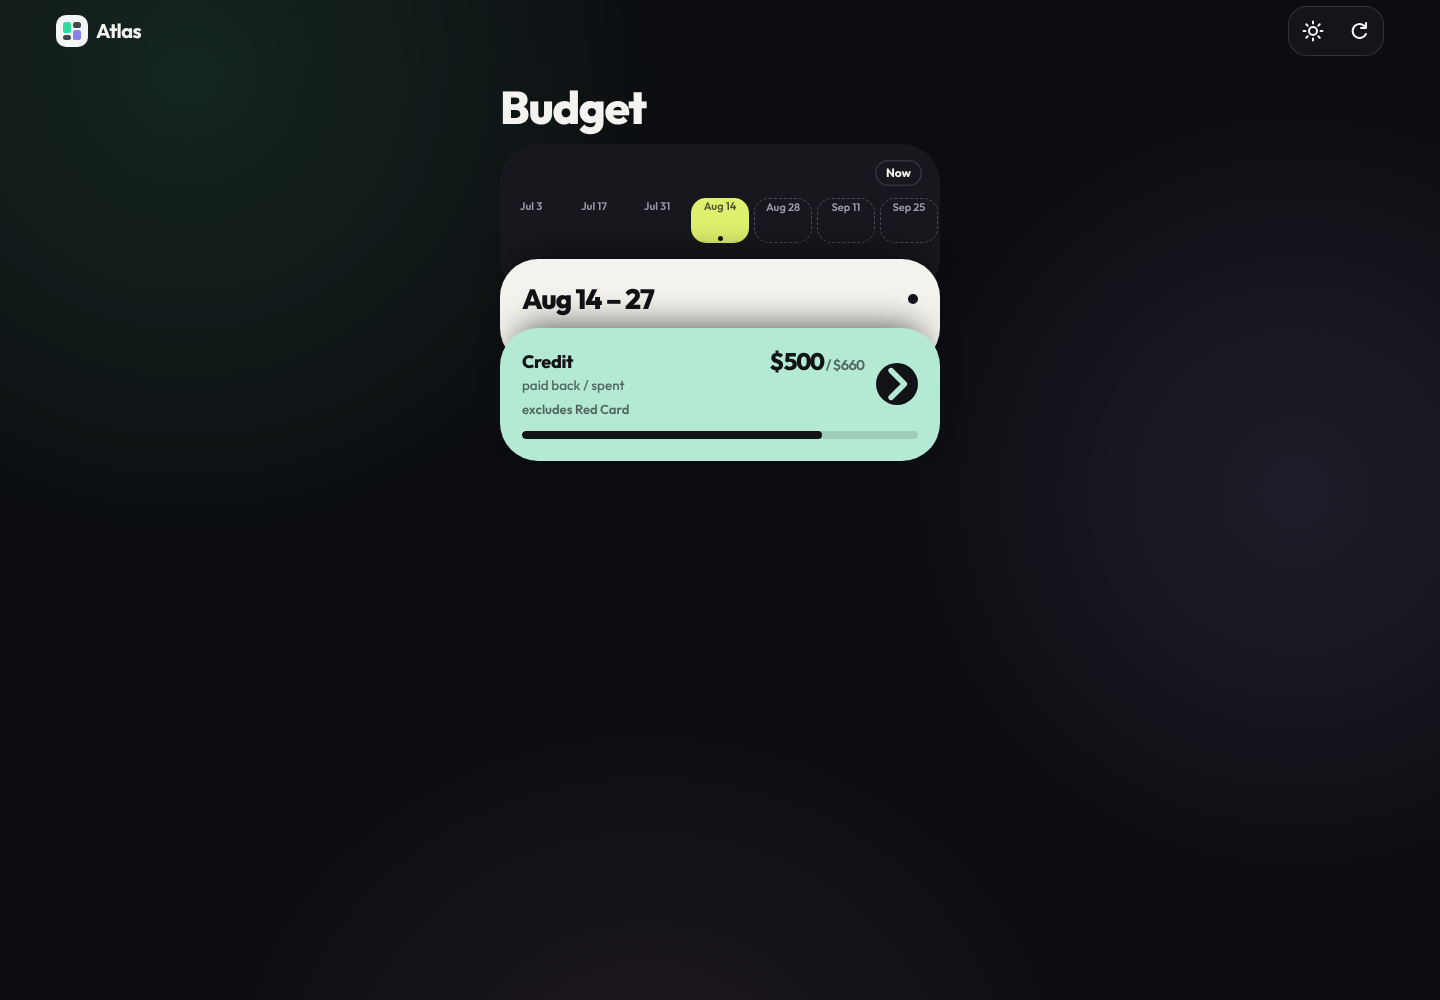 Atlas
Budget
Now
Jul 3 Jul 17 Jul 31 Aug 14 Aug 28 Sep 11 Sep 25
Aug 14 – 27
Credit $500 / $660
paid back / spent
excludes Red Card